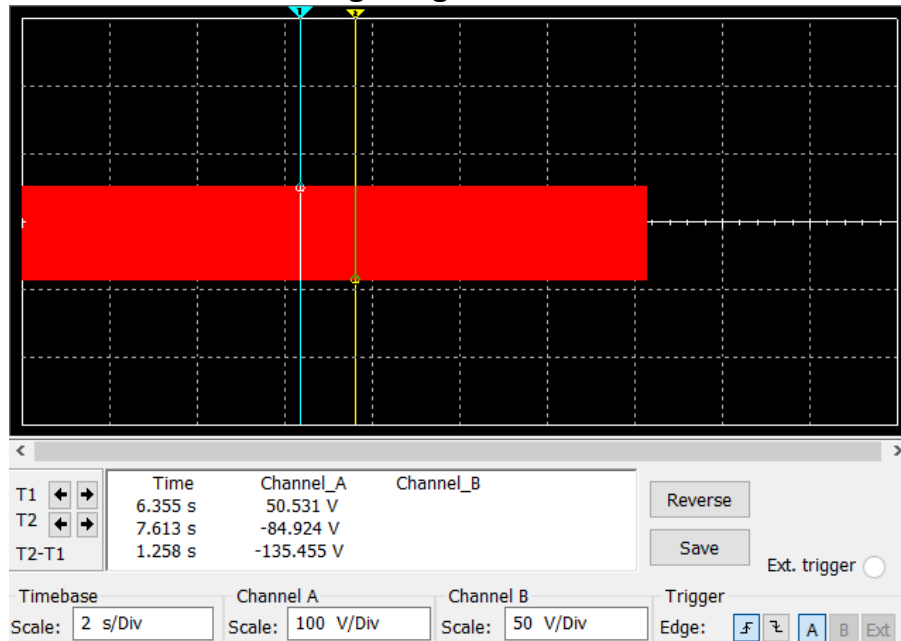 1 2
Time Channel_A Channel_B
T1 6.355 s 50.531 V
T2 7.613 s -84.924 V
T2-T1 1.258 s -135.455 V
Reverse
Save
Ext. trigger
Timebase Channel A Channel B Trigger
Scale: 2 s/Div Scale: 100 V/Div Scale: 50 V/Div Edge: A B Ext